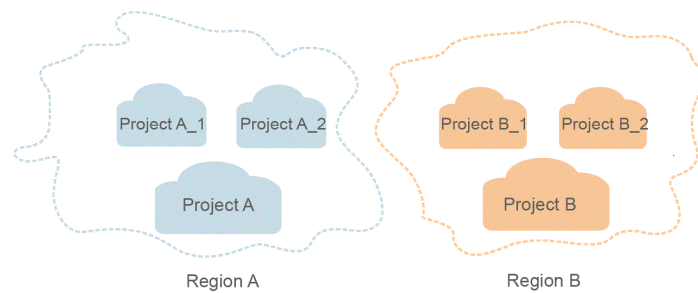 Project A_1
Project A_2
Project A
Region A
Project B_1
Project B_2
Project B
Region B